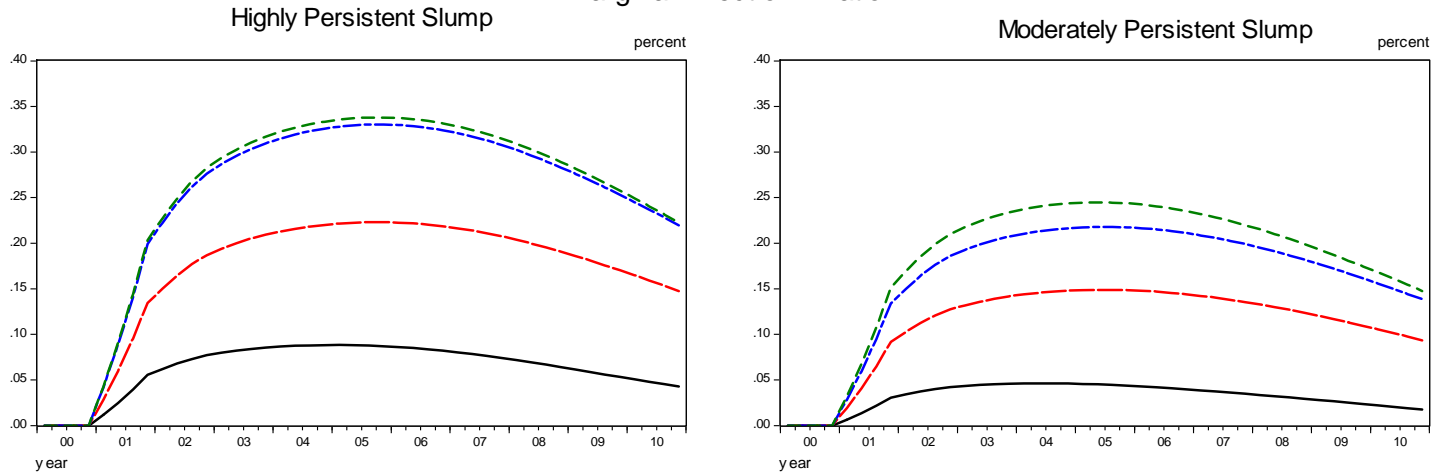 Highly Persistent Slump
percent
.40
.35
.30
.25
.20
.15
.10
.05
.00
00 01 02 03 04 05 06 07 08 09 10
year
Moderately Persistent Slump
percent
.40
.35
.30
.25
.20
.15
.10
.05
.00
00 01 02 03 04 05 06 07 08 09 10
year